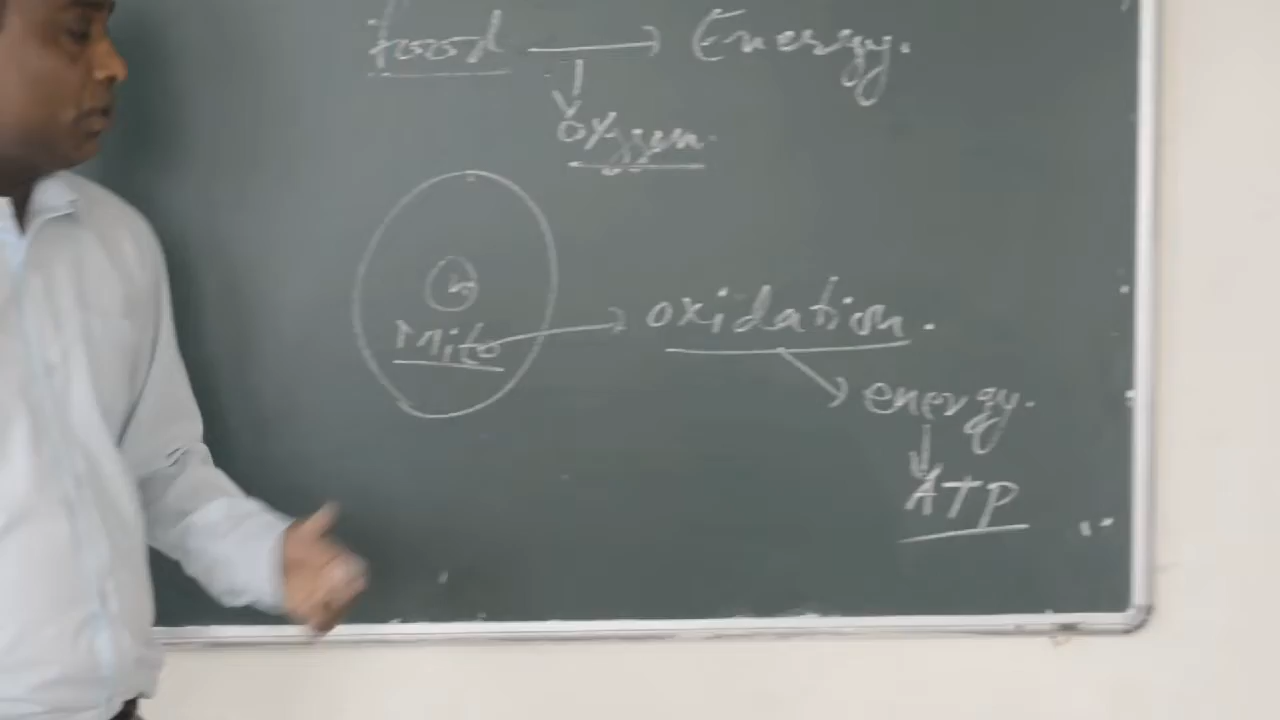 food → Energy.
oxygen.
N
Mito → oxidation.
energy.
ATP